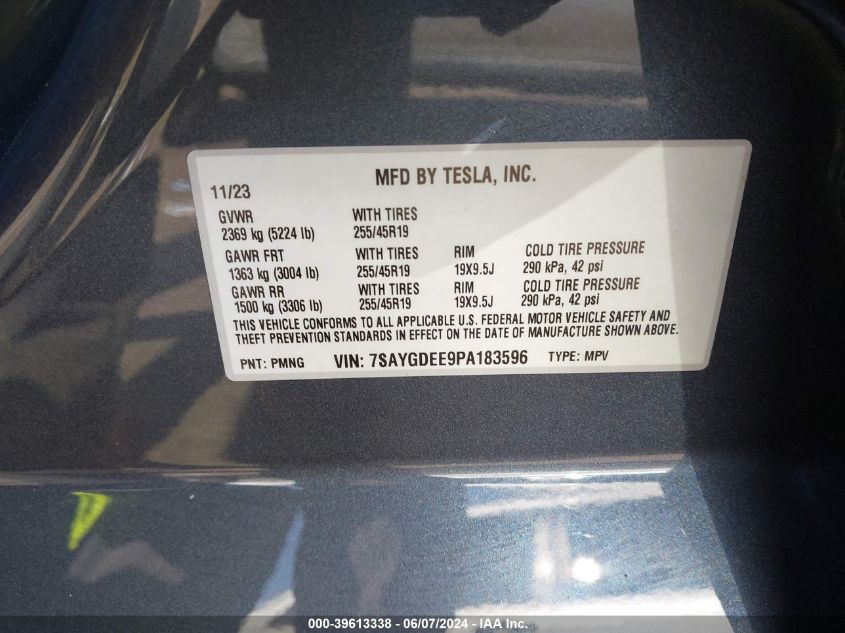 MFD BY TESLA, INC.
11/23
GVWR WITH TIRES
2369 kg (5224 lb) 255/45R19
GAWR FRT WITH TIRES RIM COLD TIRE PRESSURE
1363 kg (3004 lb) 255/45R19 19X9.5J 290 kPa, 42 psi
GAWR RR WITH TIRES RIM COLD TIRE PRESSURE
1500 kg (3306 lb) 255/45R19 19X9.5J 290 kPa, 42 psi
THIS VEHICLE CONFORMS TO ALL APPLICABLE U.S. FEDERAL MOTOR VEHICLE SAFETY AND
THEFT PREVENTION STANDARDS IN EFFECT ON THE DATE OF MANUFACTURE SHOWN ABOVE.
PNT: PMNG VIN: 7SAYGDEE9PA183596 TYPE: MPV
000-39613338 - 06/07/2024 - IAA Inc.